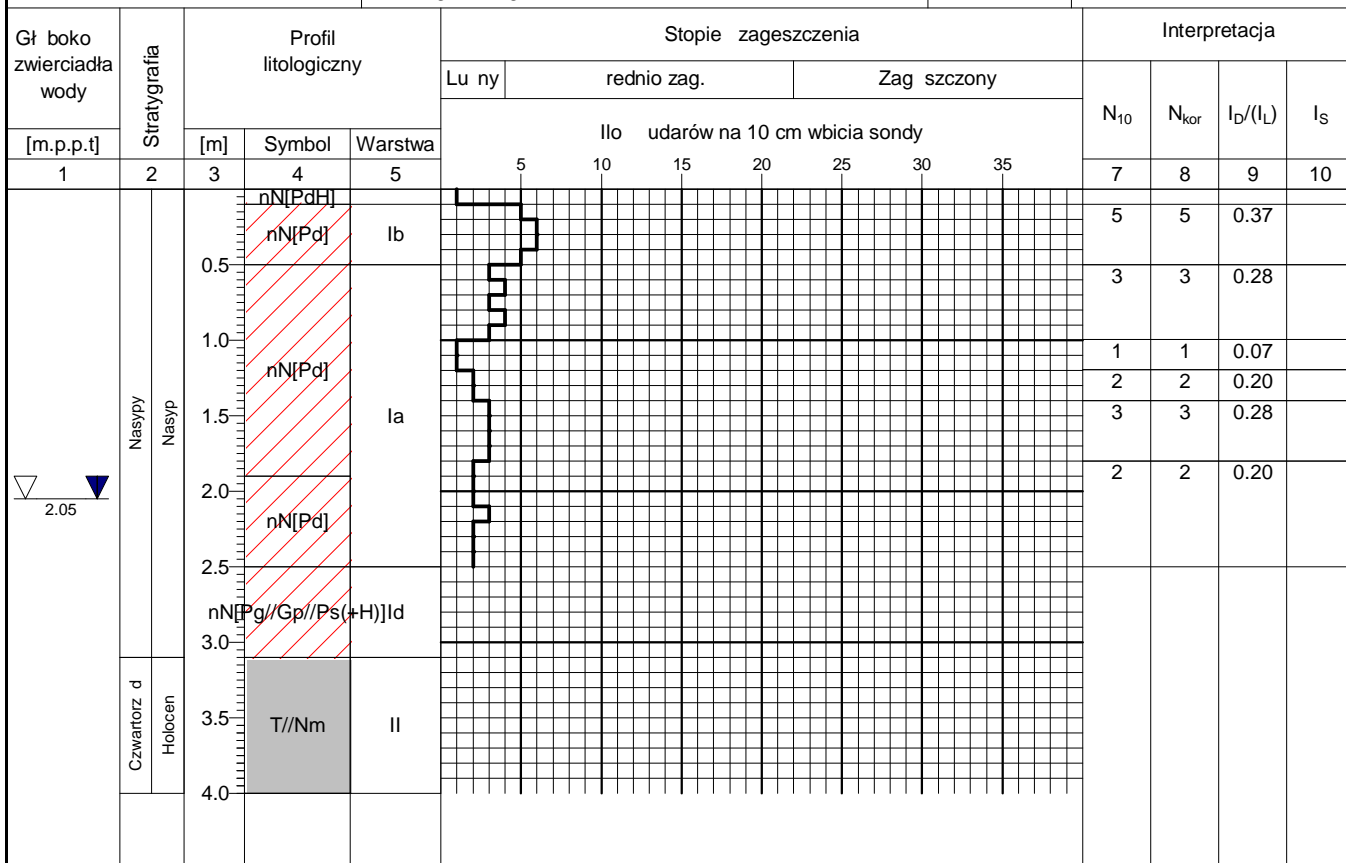 Gł boko
zwierciadła
wody
[m.p.p.t]
1
Stratygrafia
2
Profil
litologiczny
[m]
Symbol
Warstwa
3
4
5
Stopie zageszczenia
Lu ny
rednio zag.
Zag szczony
Ilo udarów na 10 cm wbicia sondy
5 10 15 20 25 30 35
Interpretacja
N10
Nkor
ID/(IL)
IS
7 8 9 10
nN[PdH]
5 5 0.37
nN[Pd]
Ib
0.5
3 3 0.28
1.0
1 1 0.07
nN[Pd]
2 2 0.20
1.5
Ia
3 3 0.28
Nasypy
Nasyp
2 2 0.20
2.0
2.05
nN[Pd]
2.5
nN[Pg//Gp//Ps(+H)]Id
3.0
Czwartorz d
Holocen
3.5
T//Nm
II
4.0